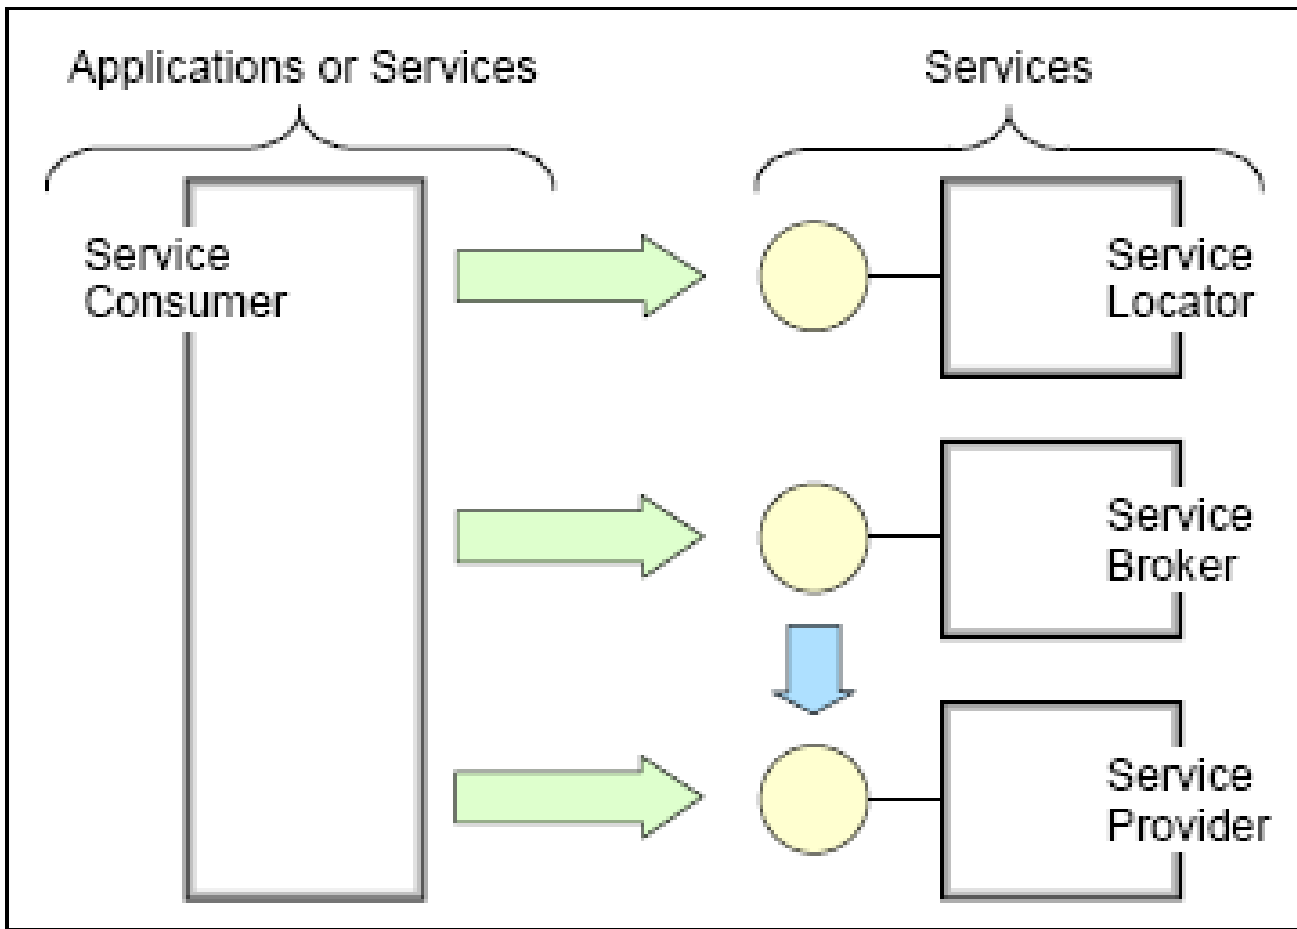 Applications or Services
Services
Service
Consumer
Service
Locator
Service
Broker
Service
Provider